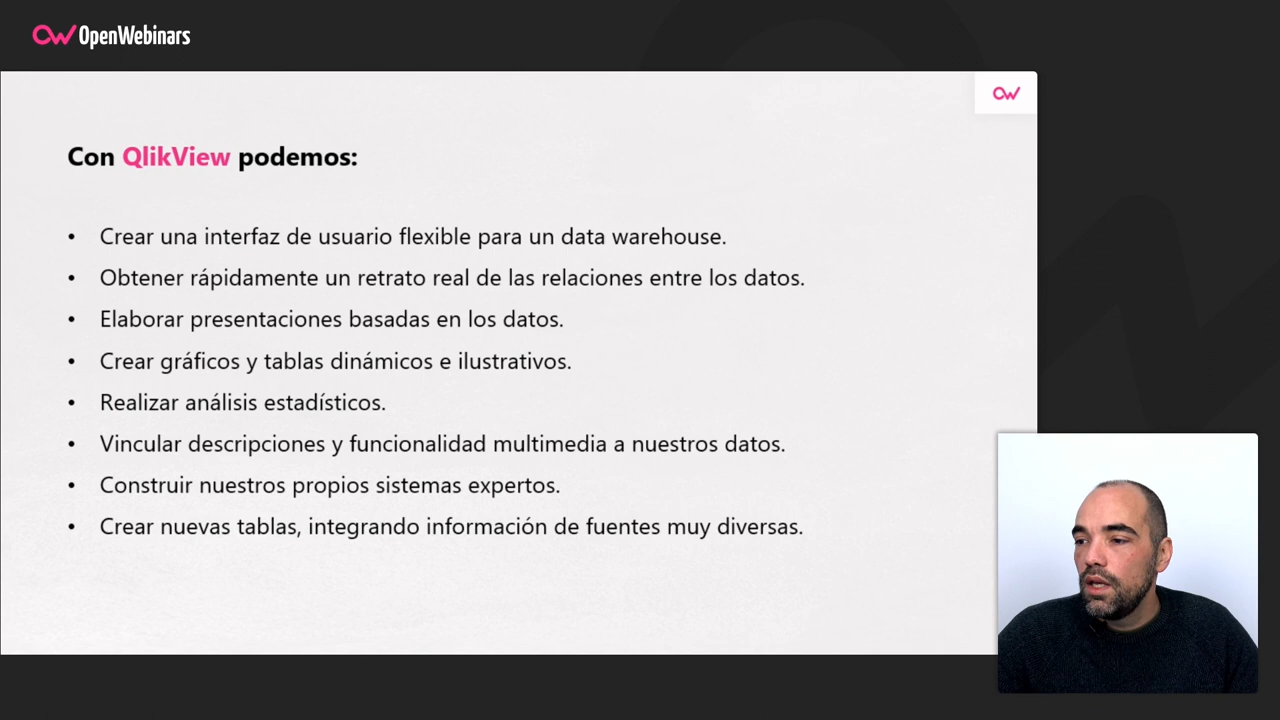 OpenWebinars
Con QlikView podemos:
• Crear una interfaz de usuario flexible para un data warehouse.
• Obtener rápidamente un retrato real de las relaciones entre los datos.
• Elaborar presentaciones basadas en los datos.
• Crear gráficos y tablas dinámicos e ilustrativos.
• Realizar análisis estadísticos.
• Vincular descripciones y funcionalidad multimedia a nuestros datos.
• Construir nuestros propios sistemas expertos.
• Crear nuevas tablas, integrando información de fuentes muy diversas.